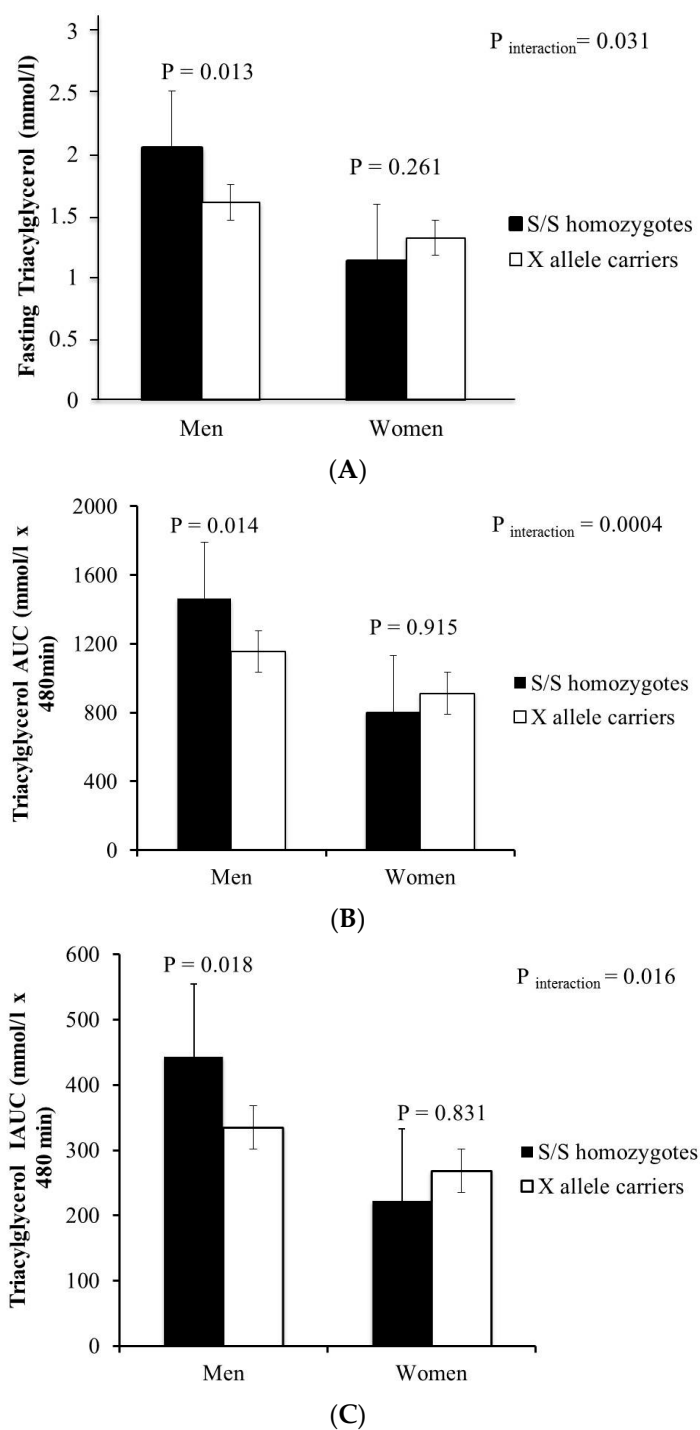 Fasting Triacylglycerol (mmol/l)
3
2.5
2
1.5
1
0.5
0
P interaction= 0.031
P = 0.013
P = 0.261
S/S homozygotes
X allele carriers
Men
Women
(A)
Triacylglycerol AUC (mmol/l x
480min)
2000
1600
1200
800
400
0
P = 0.014
P interaction = 0.0004
P = 0.915
S/S homozygotes
X allele carriers
Men
Women
(B)
Triacylglycerol IAUC (mmol/l x
480 min)
600
500
400
300
200
100
0
P = 0.018
P interaction = 0.016
P = 0.831
S/S homozygotes
X allele carriers
Men
Women
(C)